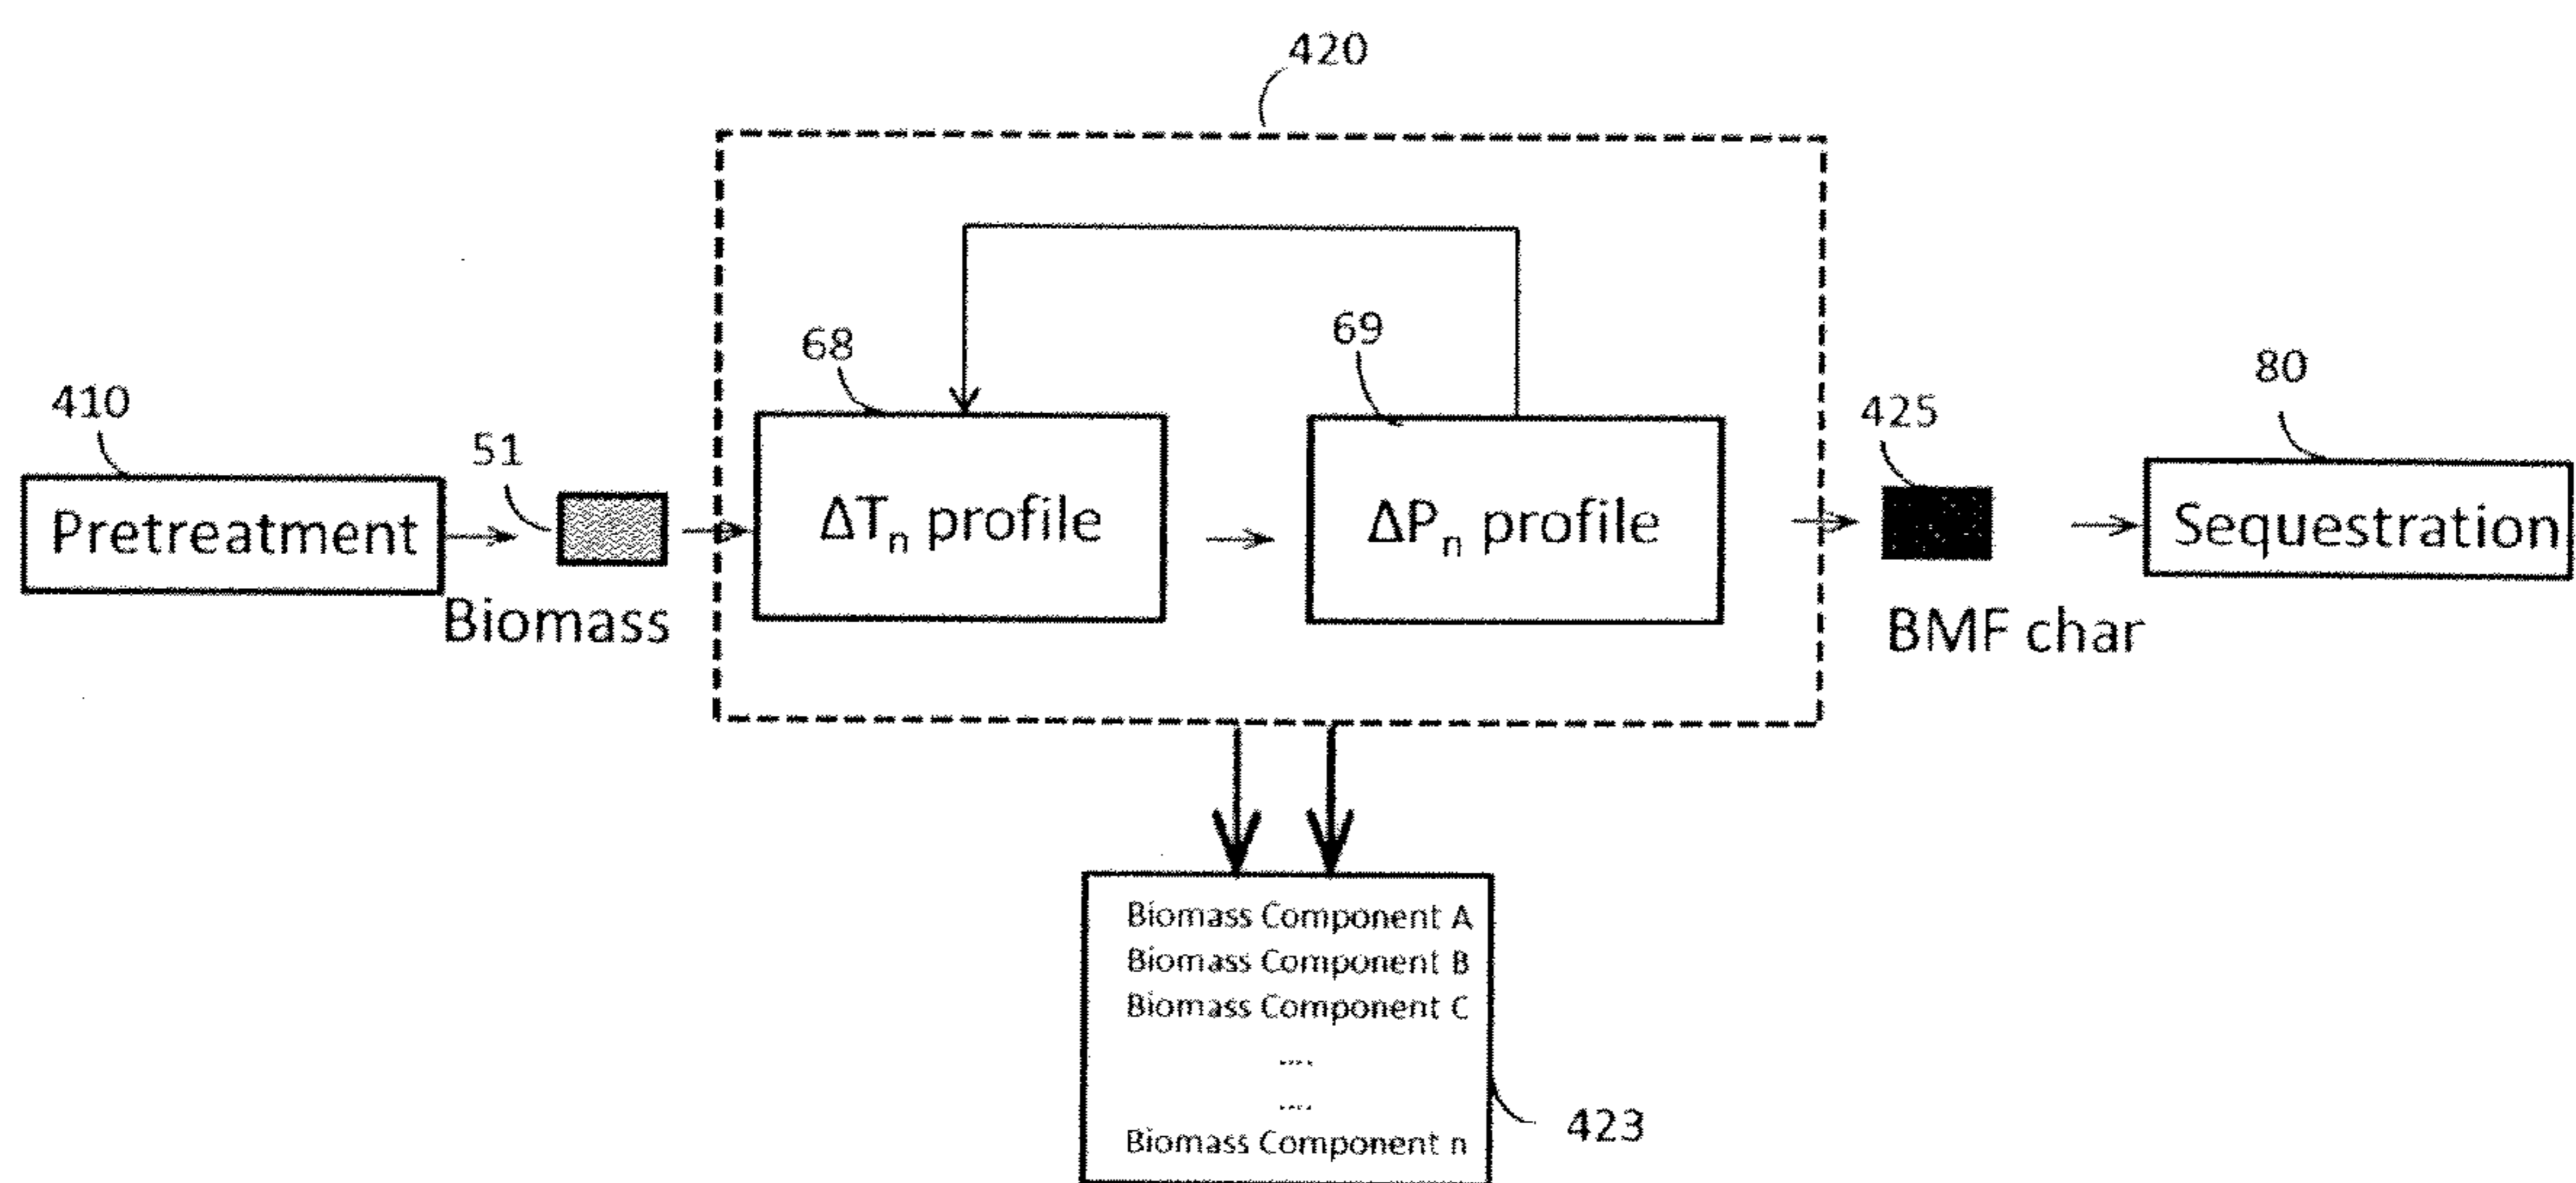 420
68
69
80
410
425
51
Pretreatment
ΔTₙ profile
ΔPₙ profile
Sequestration
Biomass
BMF char
Biomass Component A
Biomass Component B
Biomass Component C
....
....
Biomass Component n
423